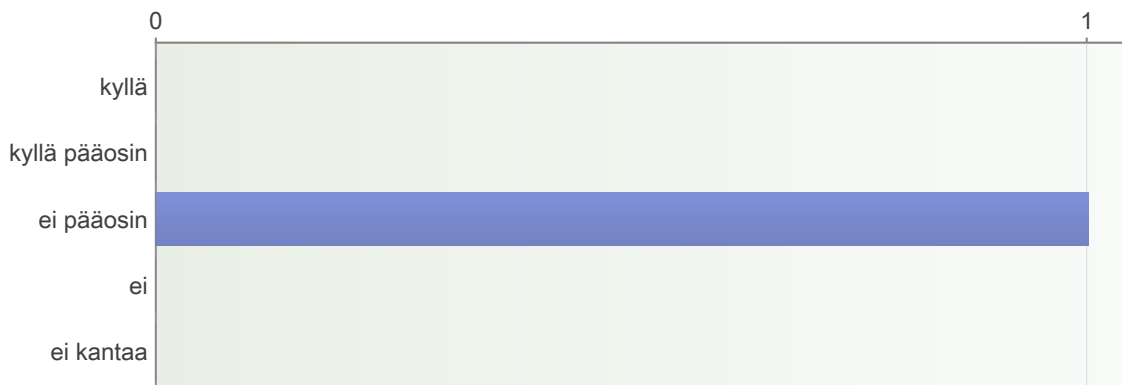 0 1
kyllä
kyllä pääosin
ei pääosin
ei
ei kantaa